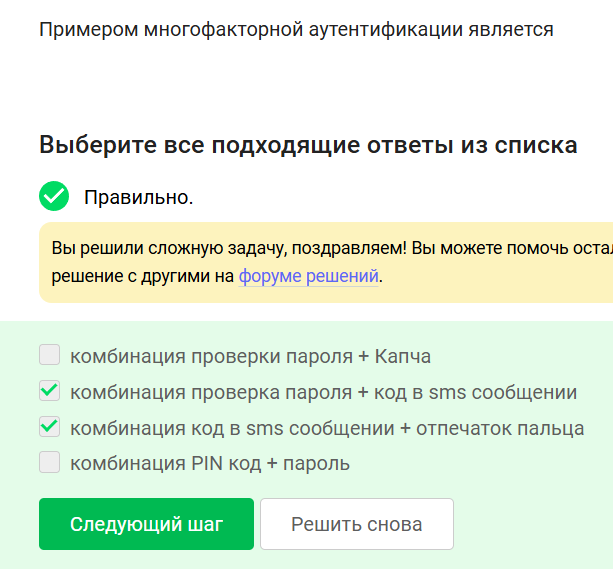 Примером многофакторной аутентификации является
Выберите все подходящие ответы из списка
Правильно.
Вы решили сложную задачу, поздравляем! Вы можете помочь
решение с другими на форуме решений.
комбинация проверки пароля + Капча
комбинация проверка пароля + код в sms сообщении
комбинация код в sms сообщении + отпечаток пальца
комбинация PIN код + пароль
Следующий шаг
Решить снова